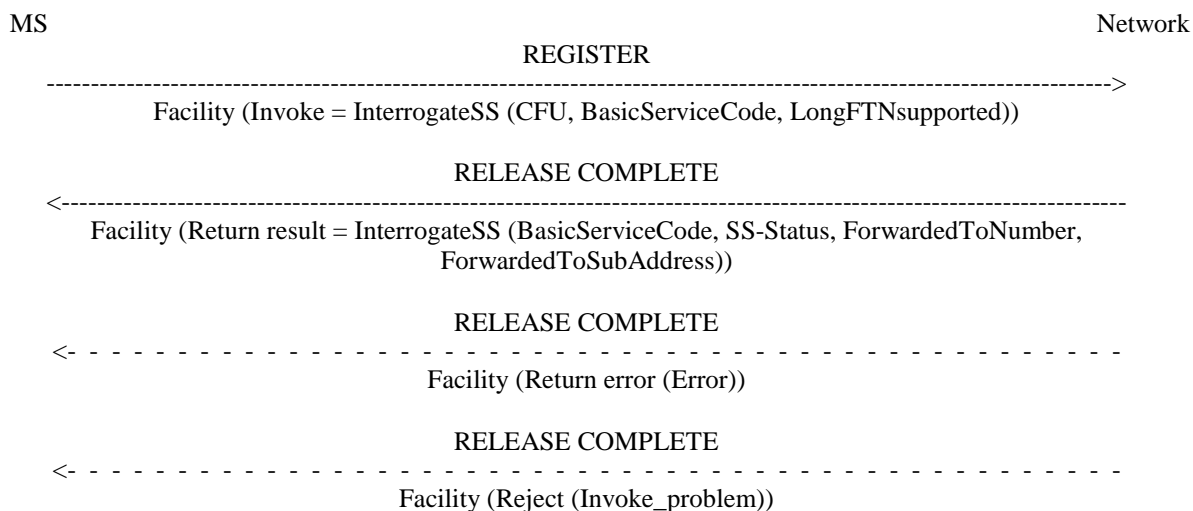 MS Network
REGISTER
------------------------------------------------------------------------------------------------------------------------>
Facility (Invoke = InterrogateSS (CFU, BasicServiceCode, LongFTNsupported))
RELEASE COMPLETE
<------------------------------------------------------------------------------------------------------------------------
Facility (Return result = InterrogateSS (BasicServiceCode, SS-Status, ForwardedToNumber,
ForwardedToSubAddress))
RELEASE COMPLETE
<- - - - - - - - - - - - - - - - - - - - - - - - - - - - - - - - - - - - - - - - - - - - - - - - -
Facility (Return error (Error))
RELEASE COMPLETE
<- - - - - - - - - - - - - - - - - - - - - - - - - - - - - - - - - - - - - - - - - - - - - - - - -
Facility (Reject (Invoke_problem))